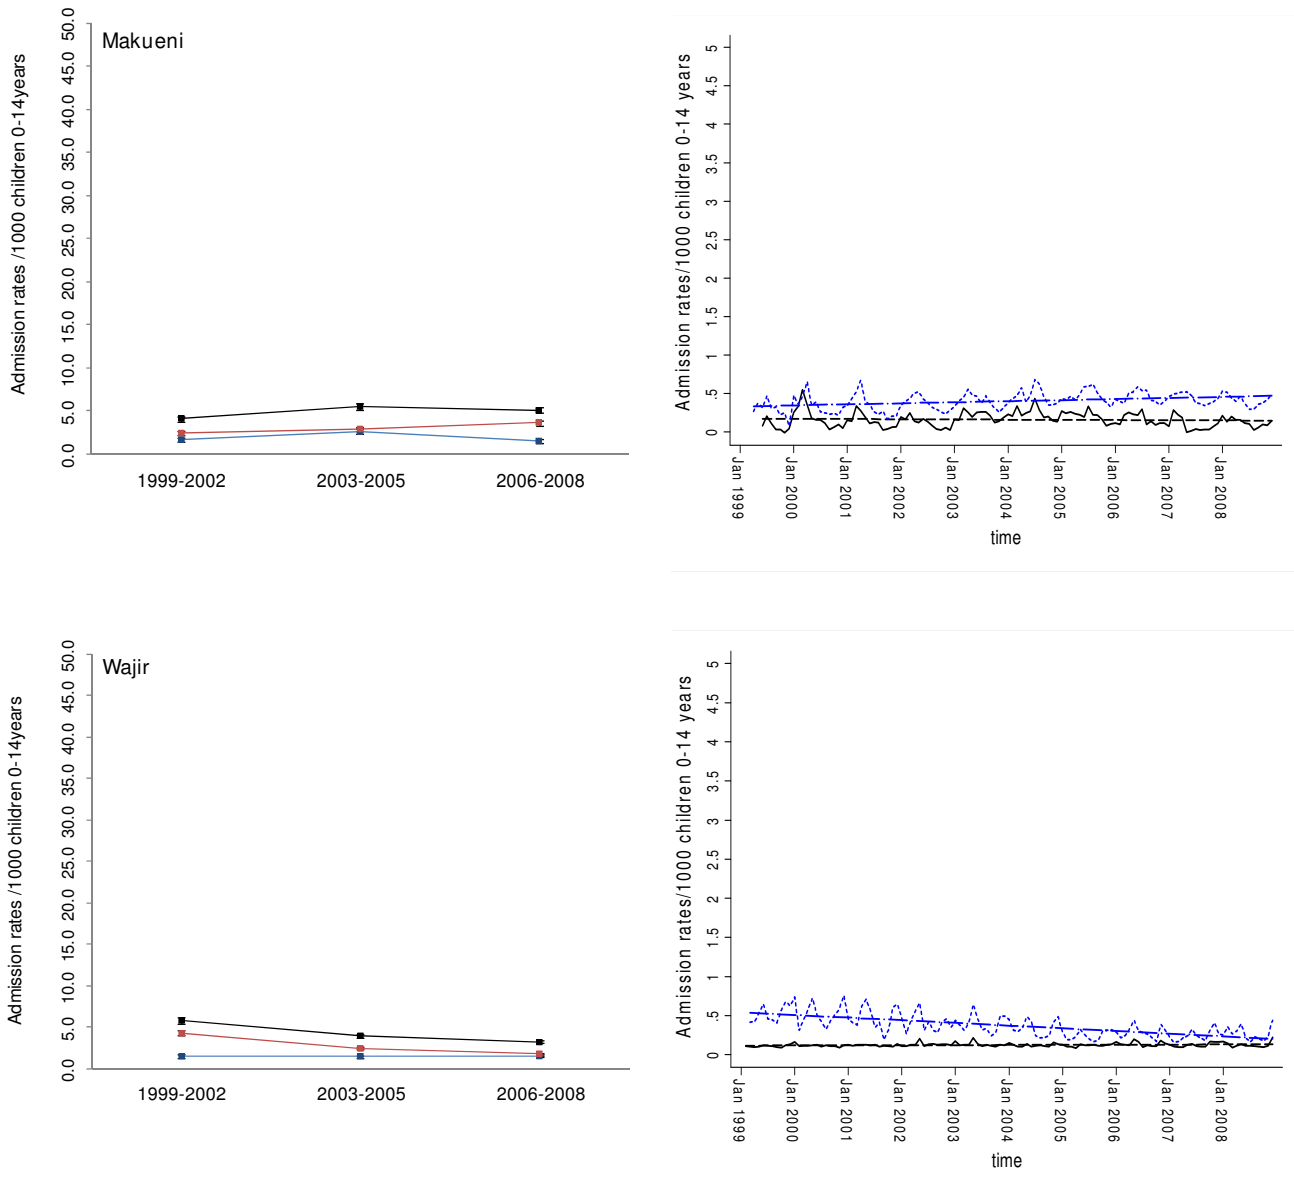 Makueni
Admission rates /1000 children 0-14years
50.0
45.0
40.0
35.0
30.0
25.0
20.0
15.0
10.0
5.0
0.0
1999-2002 2003-2005 2006-2008
Admission rates/1000 children 0-14 years
5
4.5
4
3.5
3
2.5
2
1.5
1
.5
0
Jan 1999
Jan 2000
Jan 2001
Jan 2002
Jan 2003
Jan 2004
Jan 2005
Jan 2006
Jan 2007
Jan 2008
time
Wajir
Admission rates /1000 children 0-14years
50.0
45.0
40.0
35.0
30.0
25.0
20.0
15.0
10.0
5.0
0.0
1999-2002 2003-2005 2006-2008
Admission rates/1000 children 0-14 years
5
4.5
4
3.5
3
2.5
2
1.5
1
.5
0
Jan 1999
Jan 2000
Jan 2001
Jan 2002
Jan 2003
Jan 2004
Jan 2005
Jan 2006
Jan 2007
Jan 2008
time